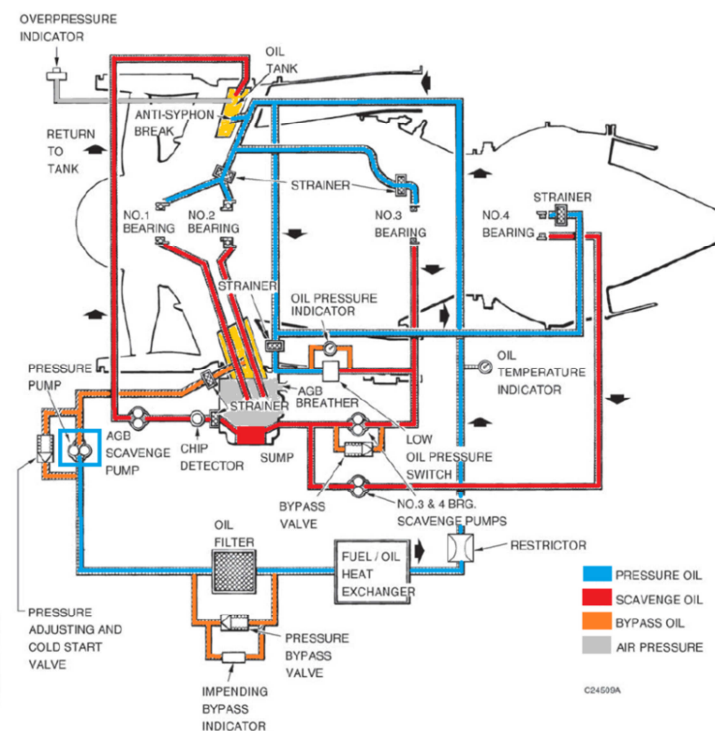 OVERPRESSURE
INDICATOR
OIL
TANK
ANTI-SYPHON
BREAK
RETURN
TO
TANK
STRAINER
STRAINER
NO.1
BEARING
NO.2
BEARING
NO.3
BEARING
NO.4
BEARING
STRAINER
OIL PRESSURE
INDICATOR
PRESSURE
PUMP
OIL
TEMPERATURE
INDICATOR
AGB
BREATHER
STRAINER
AGB
SCAVENGE
PUMP
CHIP
DETECTOR
SUMP
LOW
OIL PRESSURE
SWITCH
BYPASS
VALVE
NO.3 & 4 BRG.
SCAVENGE PUMPS
OIL
FILTER
FUEL / OIL
HEAT
EXCHANGER
RESTRICTOR
PRESSURE
ADJUSTING AND
COLD START
VALVE
PRESSURE
BYPASS
VALVE
IMPENDING
BYPASS
INDICATOR
PRESSURE OIL
SCAVENGE OIL
BYPASS OIL
AIR PRESSURE
C24509A